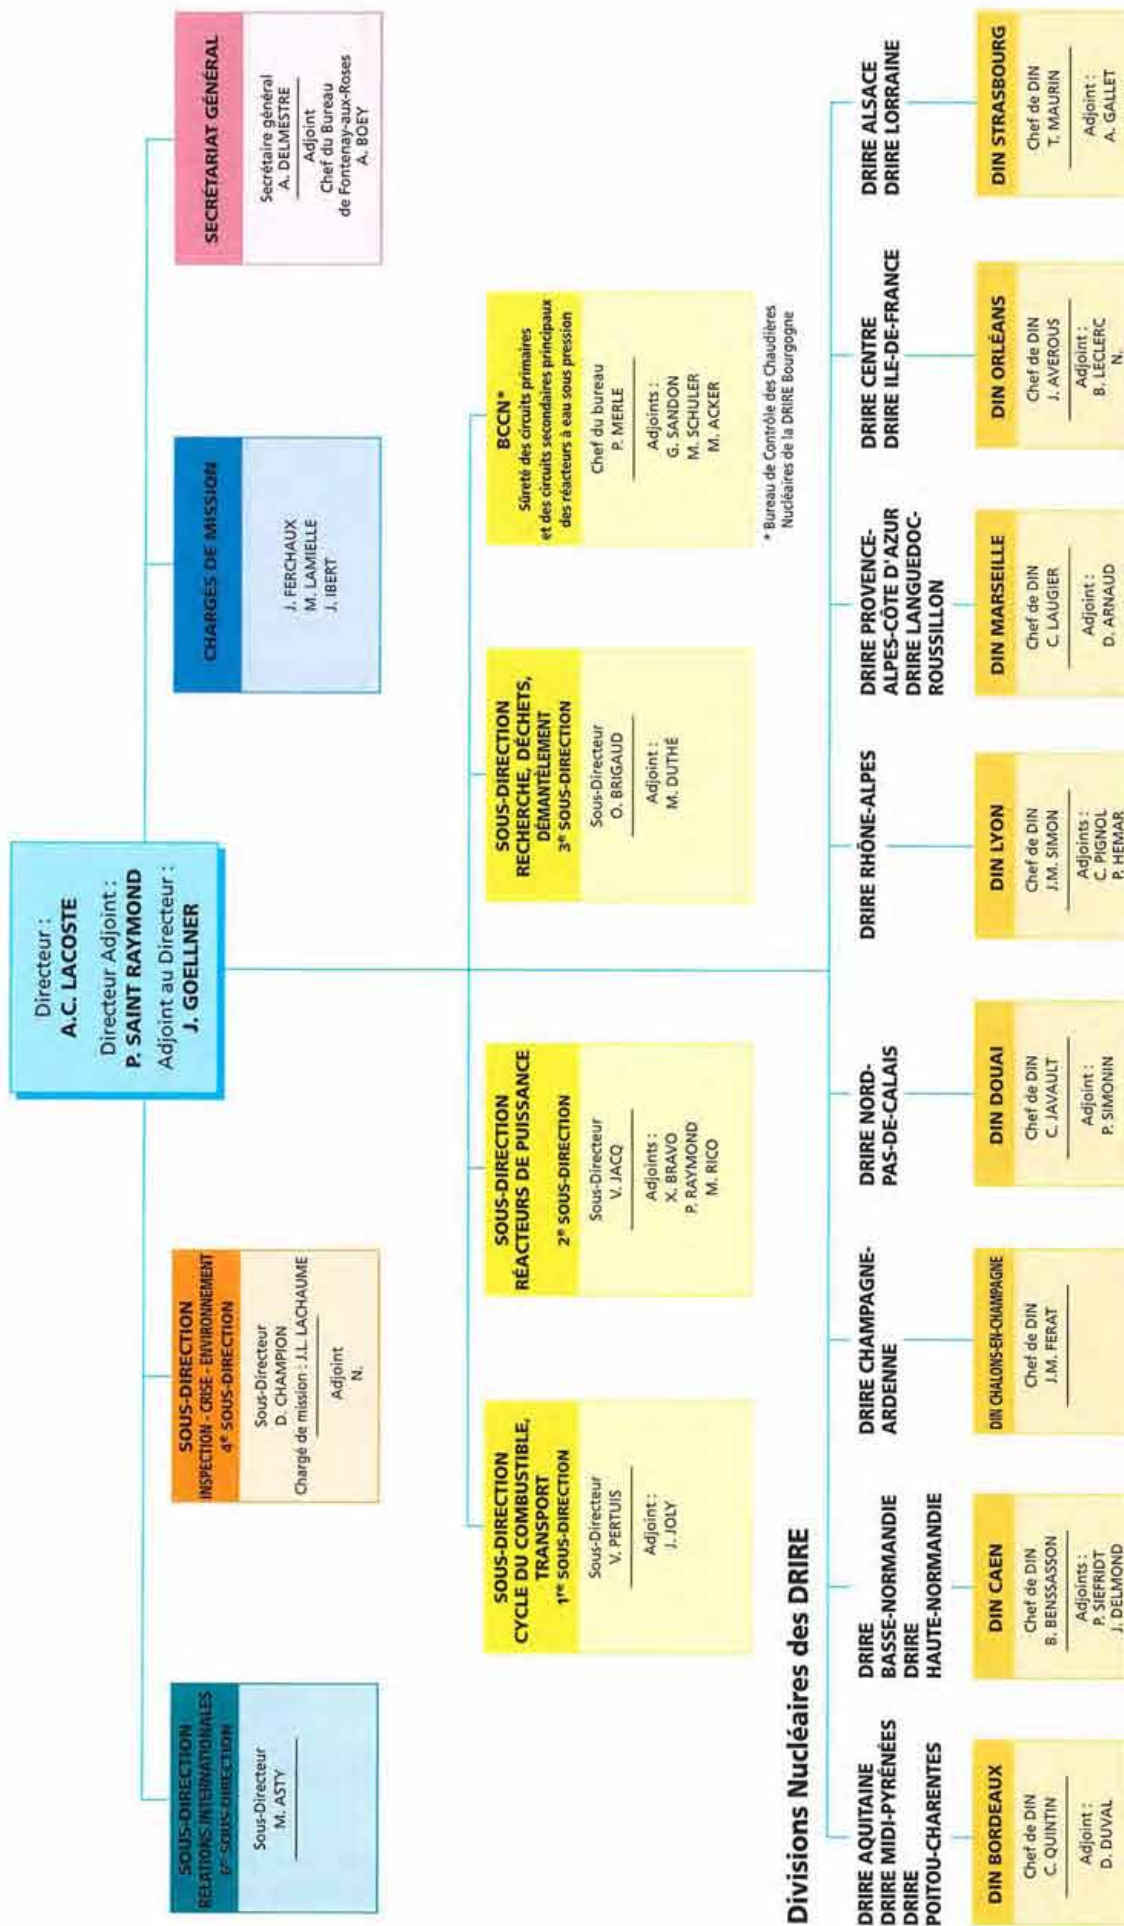 Directeur :
A.C. LACOSTE
Directeur Adjoint :
P. SAINT RAYMOND
Adjoint au Directeur :
J. GOELLNER
SOUS-DIRECTION
RELATIONS INTERNATIONALES
6e SOUS-DIRECTION
Sous-Directeur
M. ASTY
SOUS-DIRECTION
INSPECTION - CRISE - ENVIRONNEMENT
4e SOUS-DIRECTION
Sous-Directeur
D. CHAMPION
Chargé de mission : J.L. LACHAUME
Adjoint
N.
CHARGÉS DE MISSION
J. FERCHAUX
M. LAMIELLE
J. IBERT
SECRÉTARIAT GÉNÉRAL
Secrétaire général
A. DELMESTRE
Adjoint
Chef du Bureau
de Fontenay-aux-Roses
A. BOEY
SOUS-DIRECTION
CYCLE DU COMBUSTIBLE,
TRANSPORT
1re SOUS-DIRECTION
Sous-Directeur
V. PERTUIS
Adjoint :
J. JOLY
SOUS-DIRECTION
RÉACTEURS DE PUISSANCE
2e SOUS-DIRECTION
Sous-Directeur
V. JACQ
Adjoints :
X. BRAVO
P. RAYMOND
M. RICO
SOUS-DIRECTION
RECHERCHE, DÉCHETS,
DÉMANTÈLEMENT
3e SOUS-DIRECTION
Sous-Directeur
O. BRIGAUD
Adjoint :
M. DUTHÉ
BCCN*
Sûreté des circuits primaires
et des circuits secondaires principaux
des réacteurs à eau sous pression
Chef du bureau
P. MERLE
Adjoints :
G. SANDON
M. SCHULER
M. ACKER
* Bureau de Contrôle des Chaudières
Nucléaires de la DRIRE Bourgogne
Divisions Nucléaires des DRIRE
DRIRE AQUITAINE
DRIRE MIDI-PYRÉNÉES
DRIRE
POITOU-CHARENTES
DIN BORDEAUX
Chef de DIN
C. QUINTIN
Adjoint :
D. DUVAL
DRIRE
BASSE-NORMANDIE
DRIRE
HAUTE-NORMANDIE
DIN CAEN
Chef de DIN
B. BENSSASSON
Adjoints :
P. SIEFRIDT
J. DELMOND
DRIRE CHAMPAGNE-
ARDENNE
DIN CHALONS-EN-CHAMPAGNE
Chef de DIN
J.M. FERAT
DRIRE NORD-
PAS-DE-CALAIS
DIN DOUAI
Chef de DIN
C. JAVAULT
Adjoint :
P. SIMONIN
DRIRE RHÔNE-ALPES
DIN LYON
Chef de DIN
J.M. SIMON
Adjoints :
C. PIGNOL
P. HEMAR
DRIRE PROVENCE-
ALPES-CÔTE D'AZUR
DRIRE LANGUEDOC-
ROUSSILLON
DIN MARSEILLE
Chef de DIN
C. LAUGIER
Adjoint :
D. ARNAUD
DRIRE CENTRE
DRIRE ILE-DE-FRANCE
DIN ORLÉANS
Chef de DIN
J. AVEROUS
Adjoint :
B. LECLERC
N.
DRIRE ALSACE
DRIRE LORRAINE
DIN STRASBOURG
Chef de DIN
T. MAURIN
Adjoint :
A. GALLET